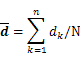 d̅ = ∑_{k=1}^{n} d_k/N